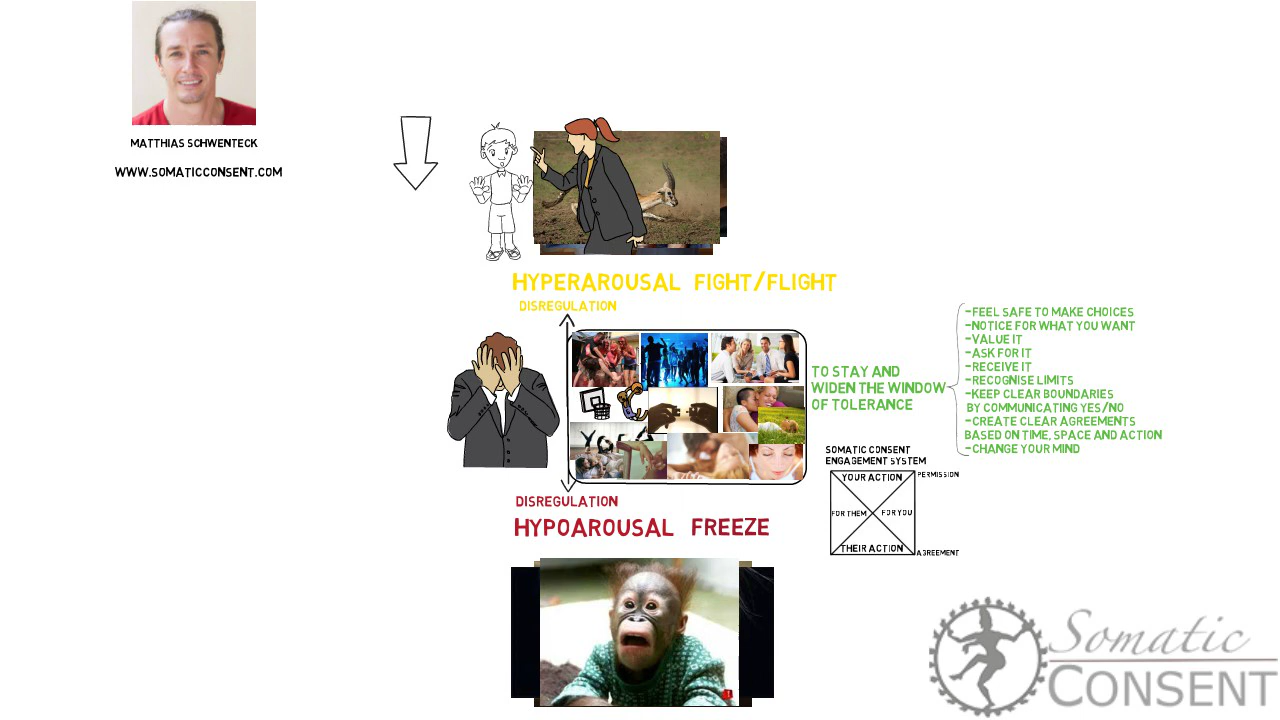 MATTHIAS SCHWENTECK
WWW.SOMATICCONSENT.COM
HYPERAROUSAL FIGHT/FLIGHT
DISREGULATION
-FEEL SAFE TO MAKE CHOICES
-NOTICE FOR WHAT YOU WANT
-VALUE IT
-ASK FOR IT
-RECEIVE IT
-RECOGNISE LIMITS
-KEEP CLEAR BOUNDARIES
BY COMMUNICATING YES/NO
-CREATE CLEAR AGREEMENTS
BASED ON TIME, SPACE AND ACTION
-CHANGE YOUR MIND
TO STAY AND
WIDEN THE WINDOW
OF TOLERANCE
YOGA
SOMATIC CONSENT
ENGAGEMENT SYSTEM
PERMISSION
YOUR ACTION
FOR THEM FOR YOU
THEIR ACTION
AGREEMENT
DISREGULATION
HYPOAROUSAL FREEZE
Somatic
CONSENT